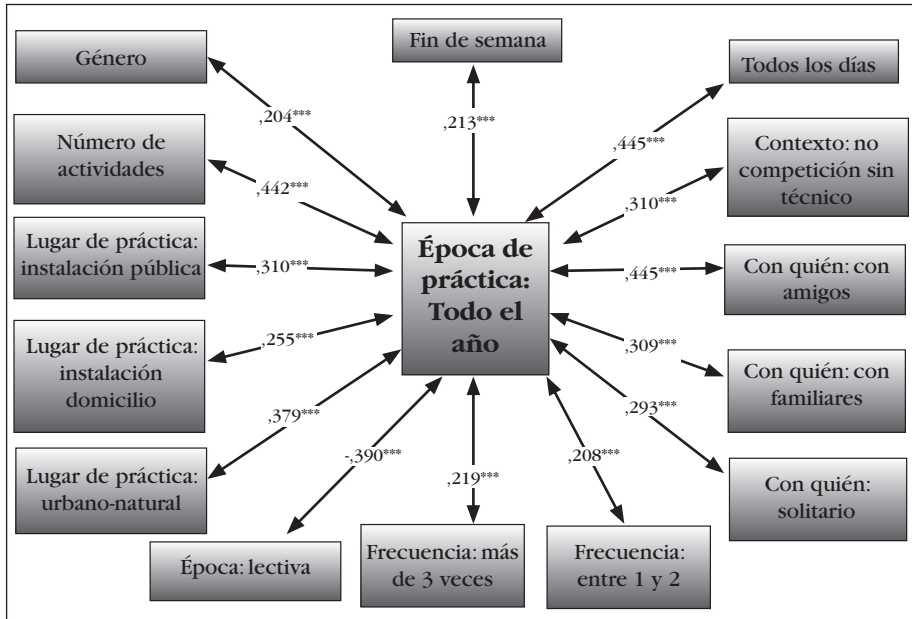 Fin de semana
Género
Todos los días
,204***
,213***
,445***
Número de
actividades
Contexto: no
competición sin
técnico
,442***
,310***
Lugar de práctica:
instalación pública
,310***
Época de
práctica:
Todo el
año
,445***
Con quién: con
amigos
Lugar de práctica:
instalación
domicilio
,255***
,309***
Con quién: con
familiares
,379***
,293***
Lugar de práctica:
urbano-natural
-,390***
,219***
,208***
Con quién:
solitario
Época: lectiva
Frecuencia: más
de 3 veces
Frecuencia:
entre 1 y 2